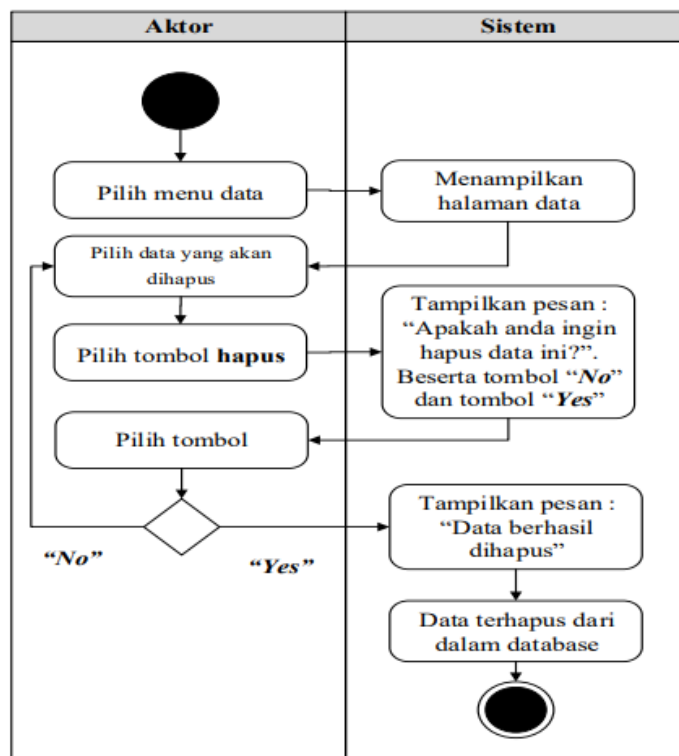 Aktor
Sistem
Pilih menu data
Menampilkan
halaman data
Pilih data yang akan
dihapus
Pilih tombol hapus
Tampilkan pesan :
“Apakah anda ingin
hapus data ini?”.
Beserta tombol “No”
dan tombol “Yes”
Pilih tombol
“No”
“Yes”
Tampilkan pesan :
“Data berhasil
dihapus”
Data terhapus dari
dalam database